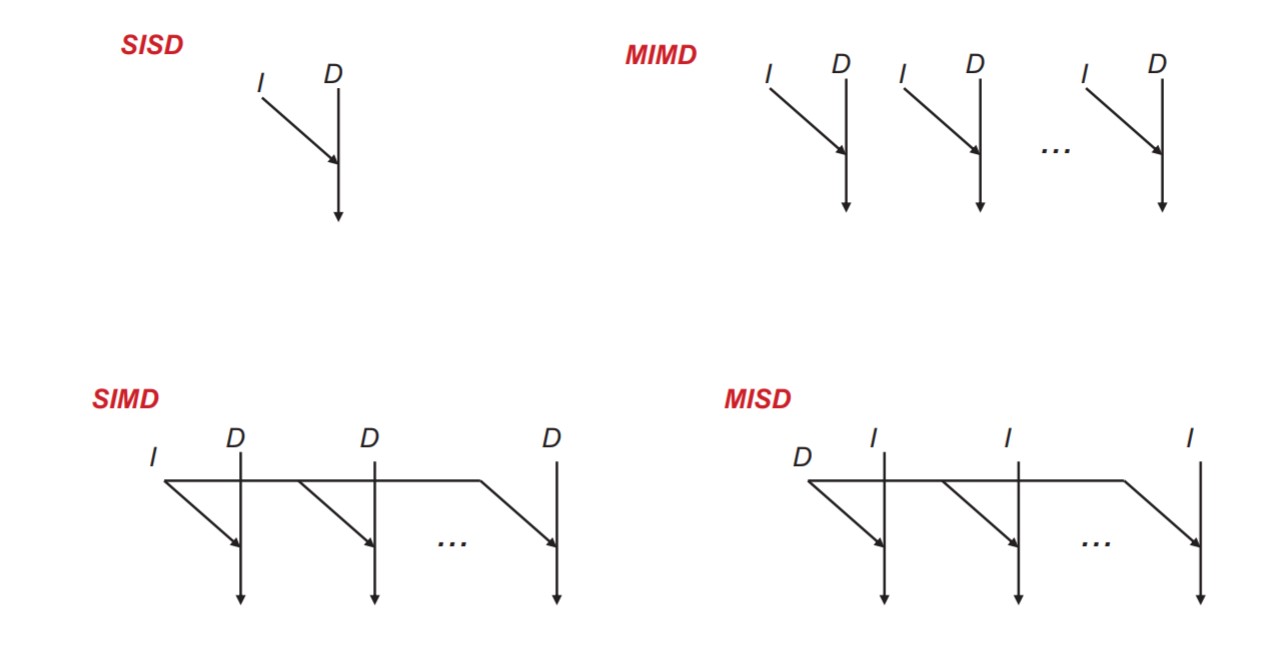 SISD
I D
MIMD
I D I D ... I D
SIMD
I D D ... D
MISD
D I I ... I